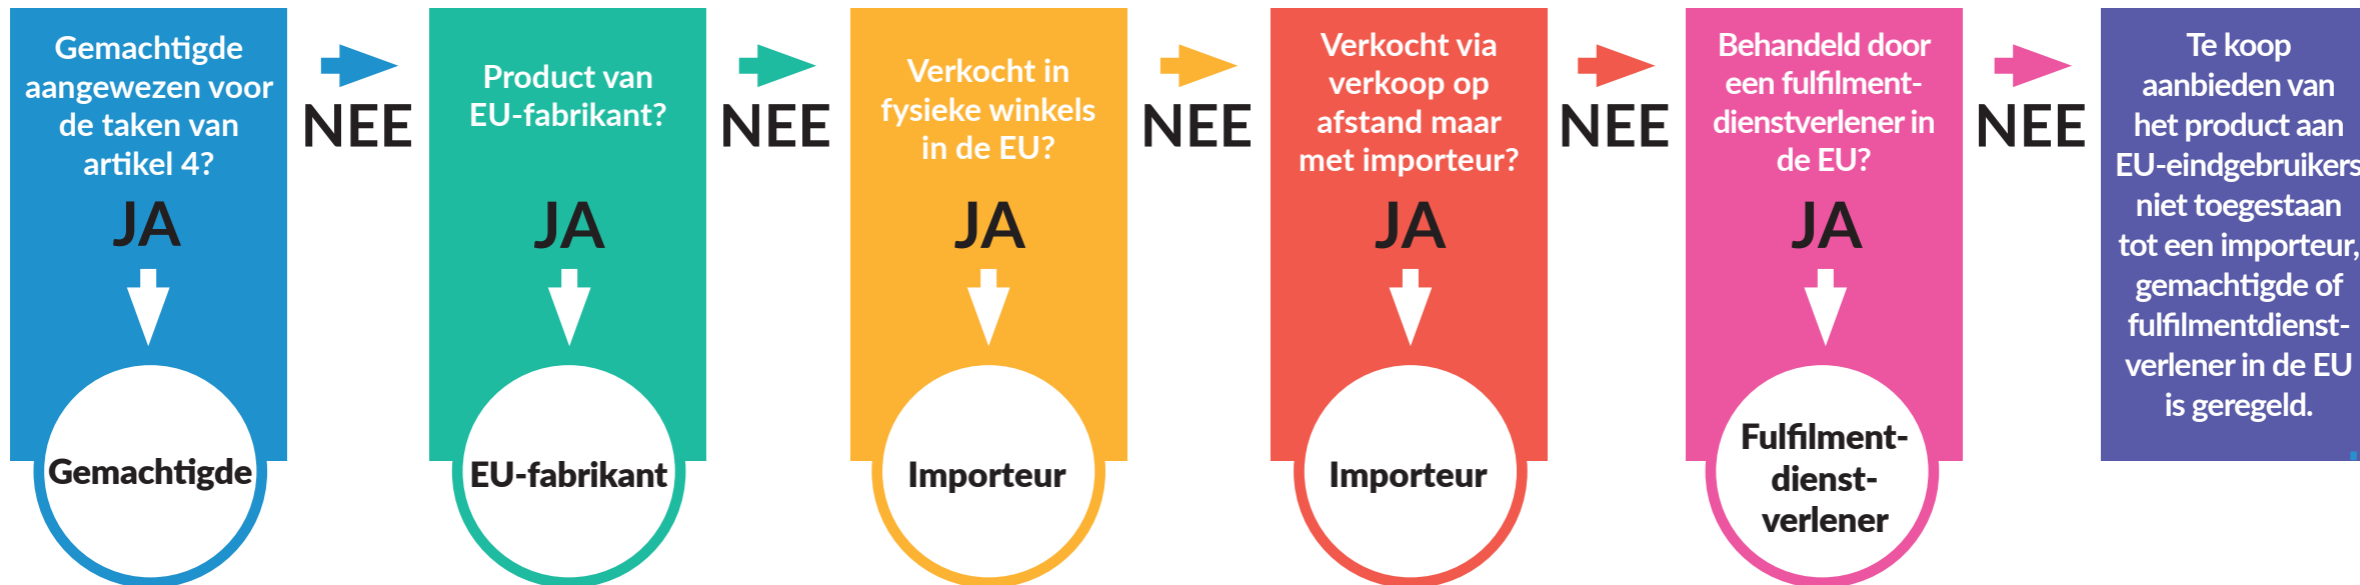 Gemachtigde
aangewezen voor
de taken van
artikel 4?
JA
Gemachtigde
NEE
Product van
EU-fabrikant?
JA
EU-fabrikant
NEE
Verkocht in
fysieke winkels
in de EU?
JA
Importeur
NEE
Verkocht via
verkoop op
afstand maar
met importeur?
JA
Importeur
NEE
Behandeld door
een fulfilment-
dienstverlener in
de EU?
JA
Fulfilment-
dienst-
verlener
NEE
Te koop
aanbieden van
het product aan
EU-eindgebruikers
niet toegestaan
tot een importeur,
gemachtigde of
fulfilmentdienst-
verlener in de EU
is geregeld.